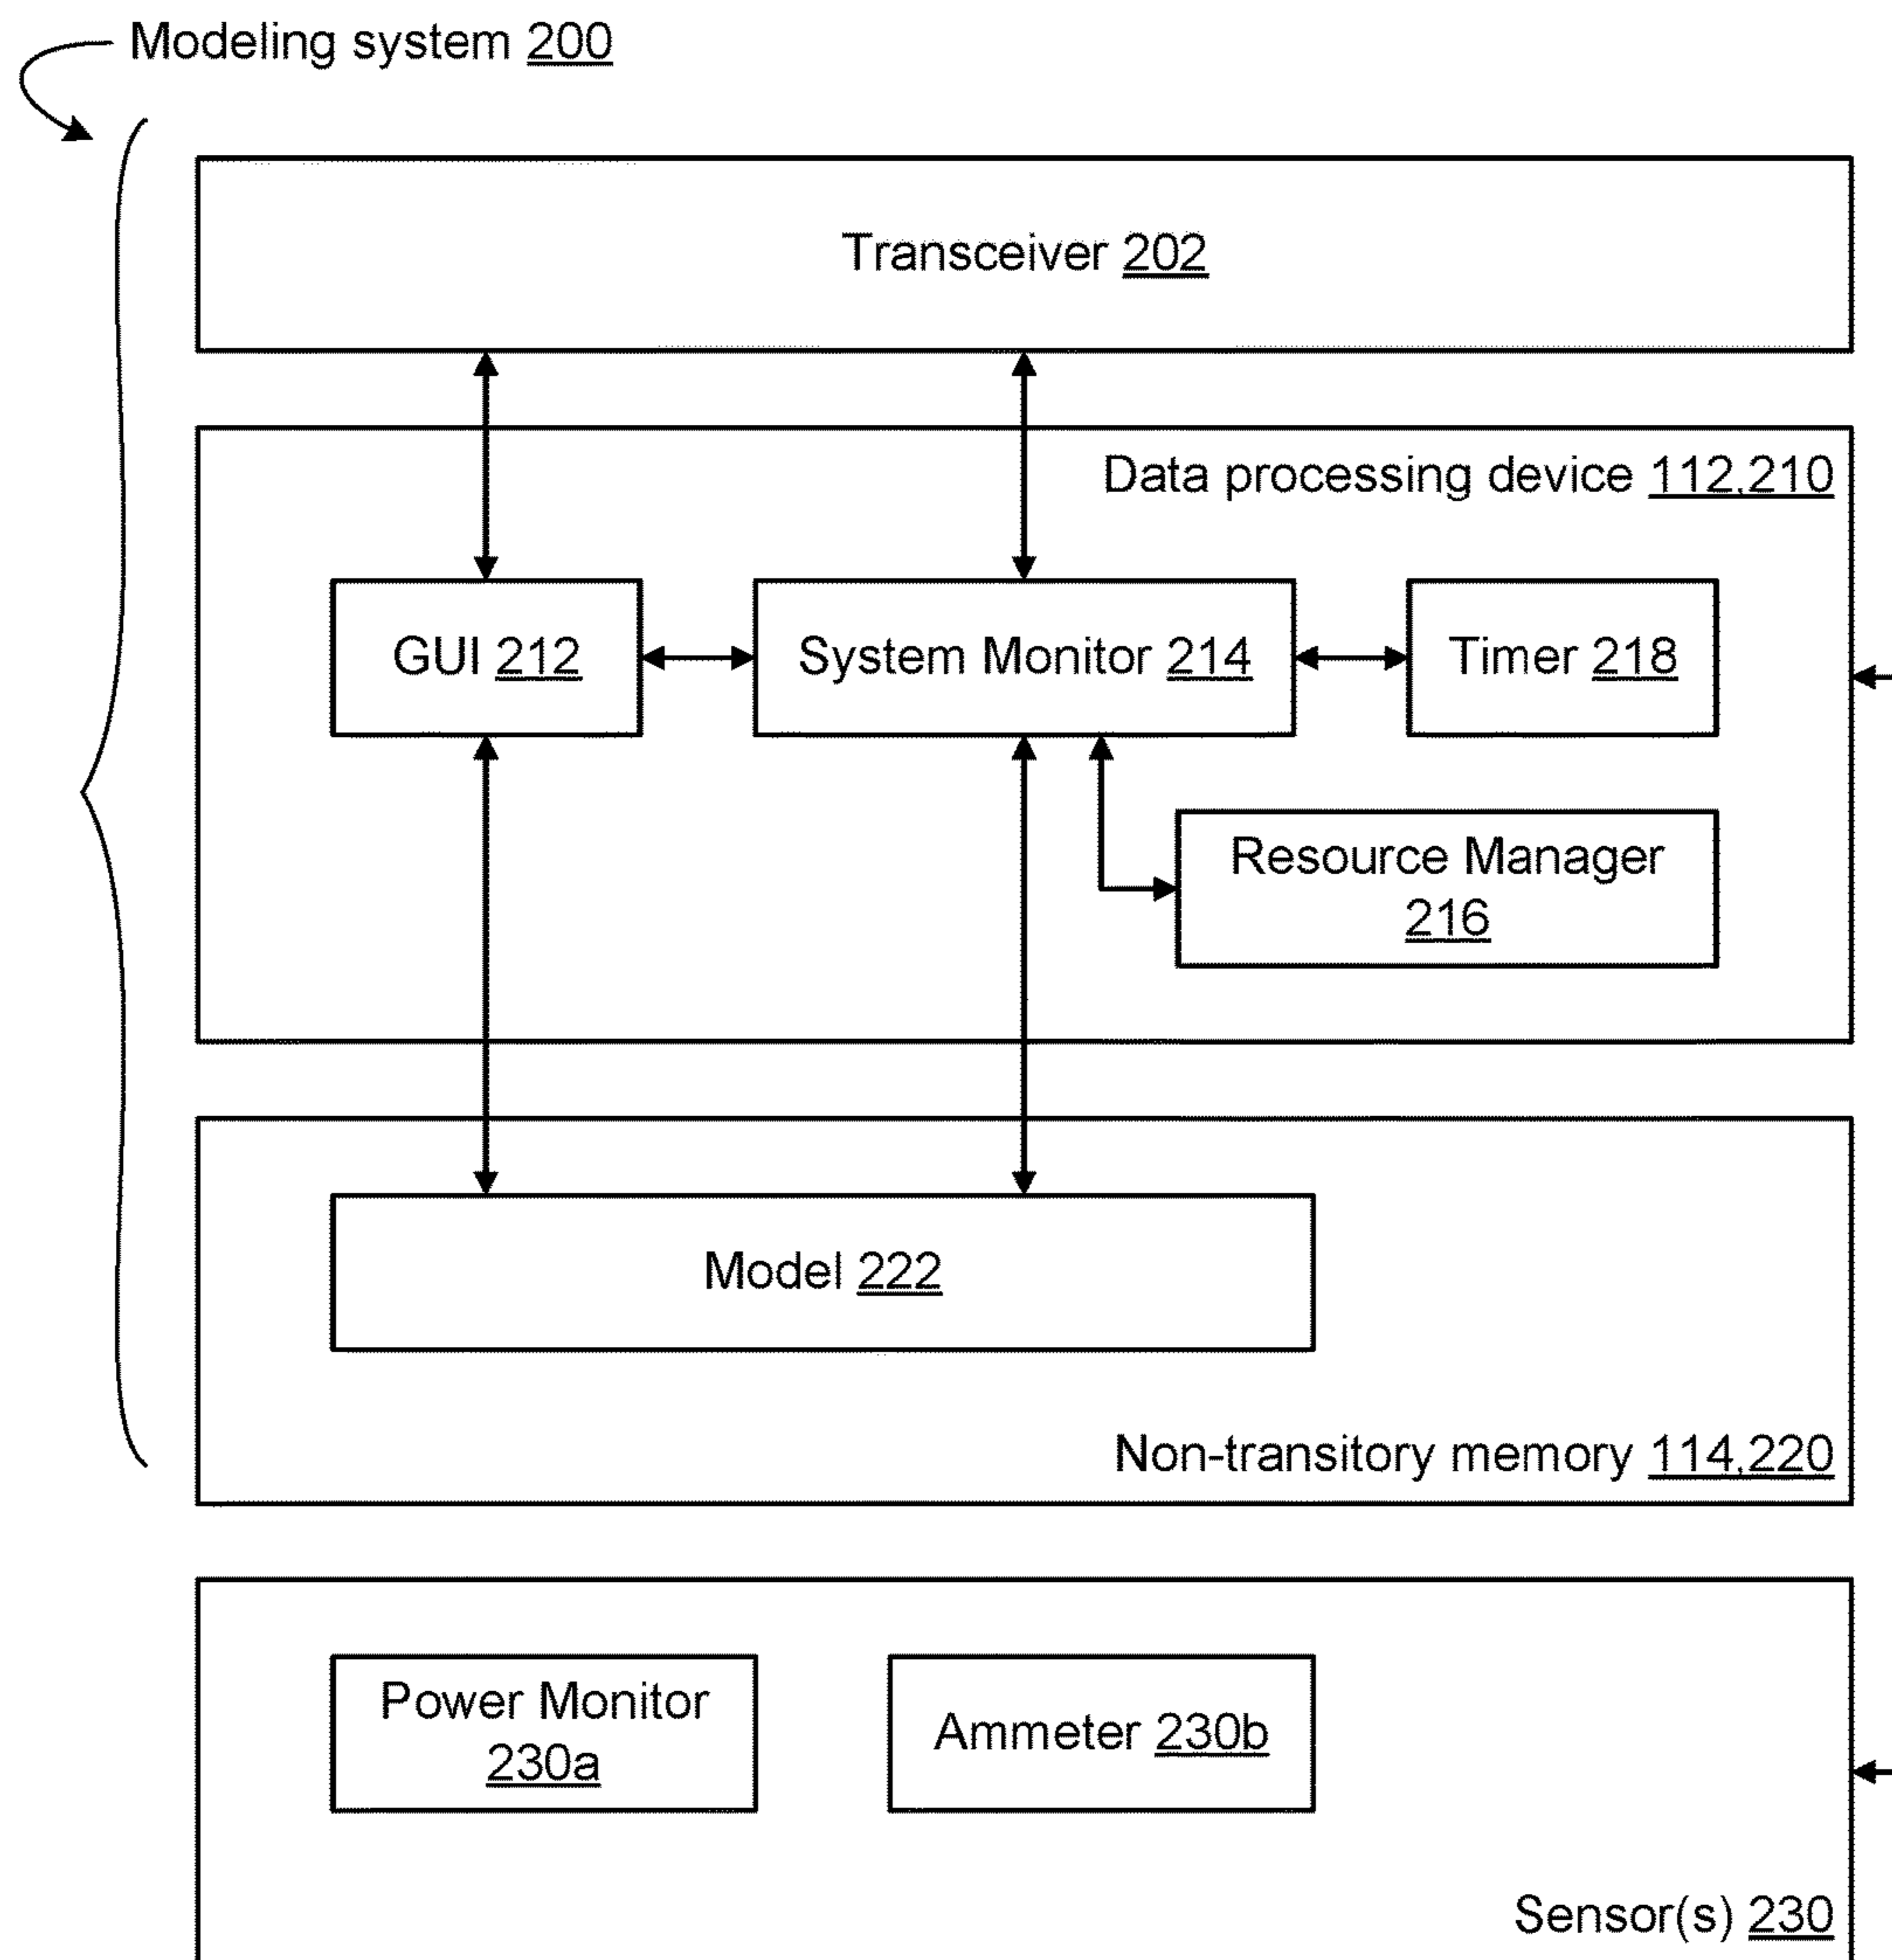 Modeling system 200
Transceiver 202
Data processing device 112,210
GUI 212
System Monitor 214
Timer 218
Resource Manager
216
Model 222
Non-transitory memory 114,220
Power Monitor
230a
Ammeter 230b
Sensor(s) 230